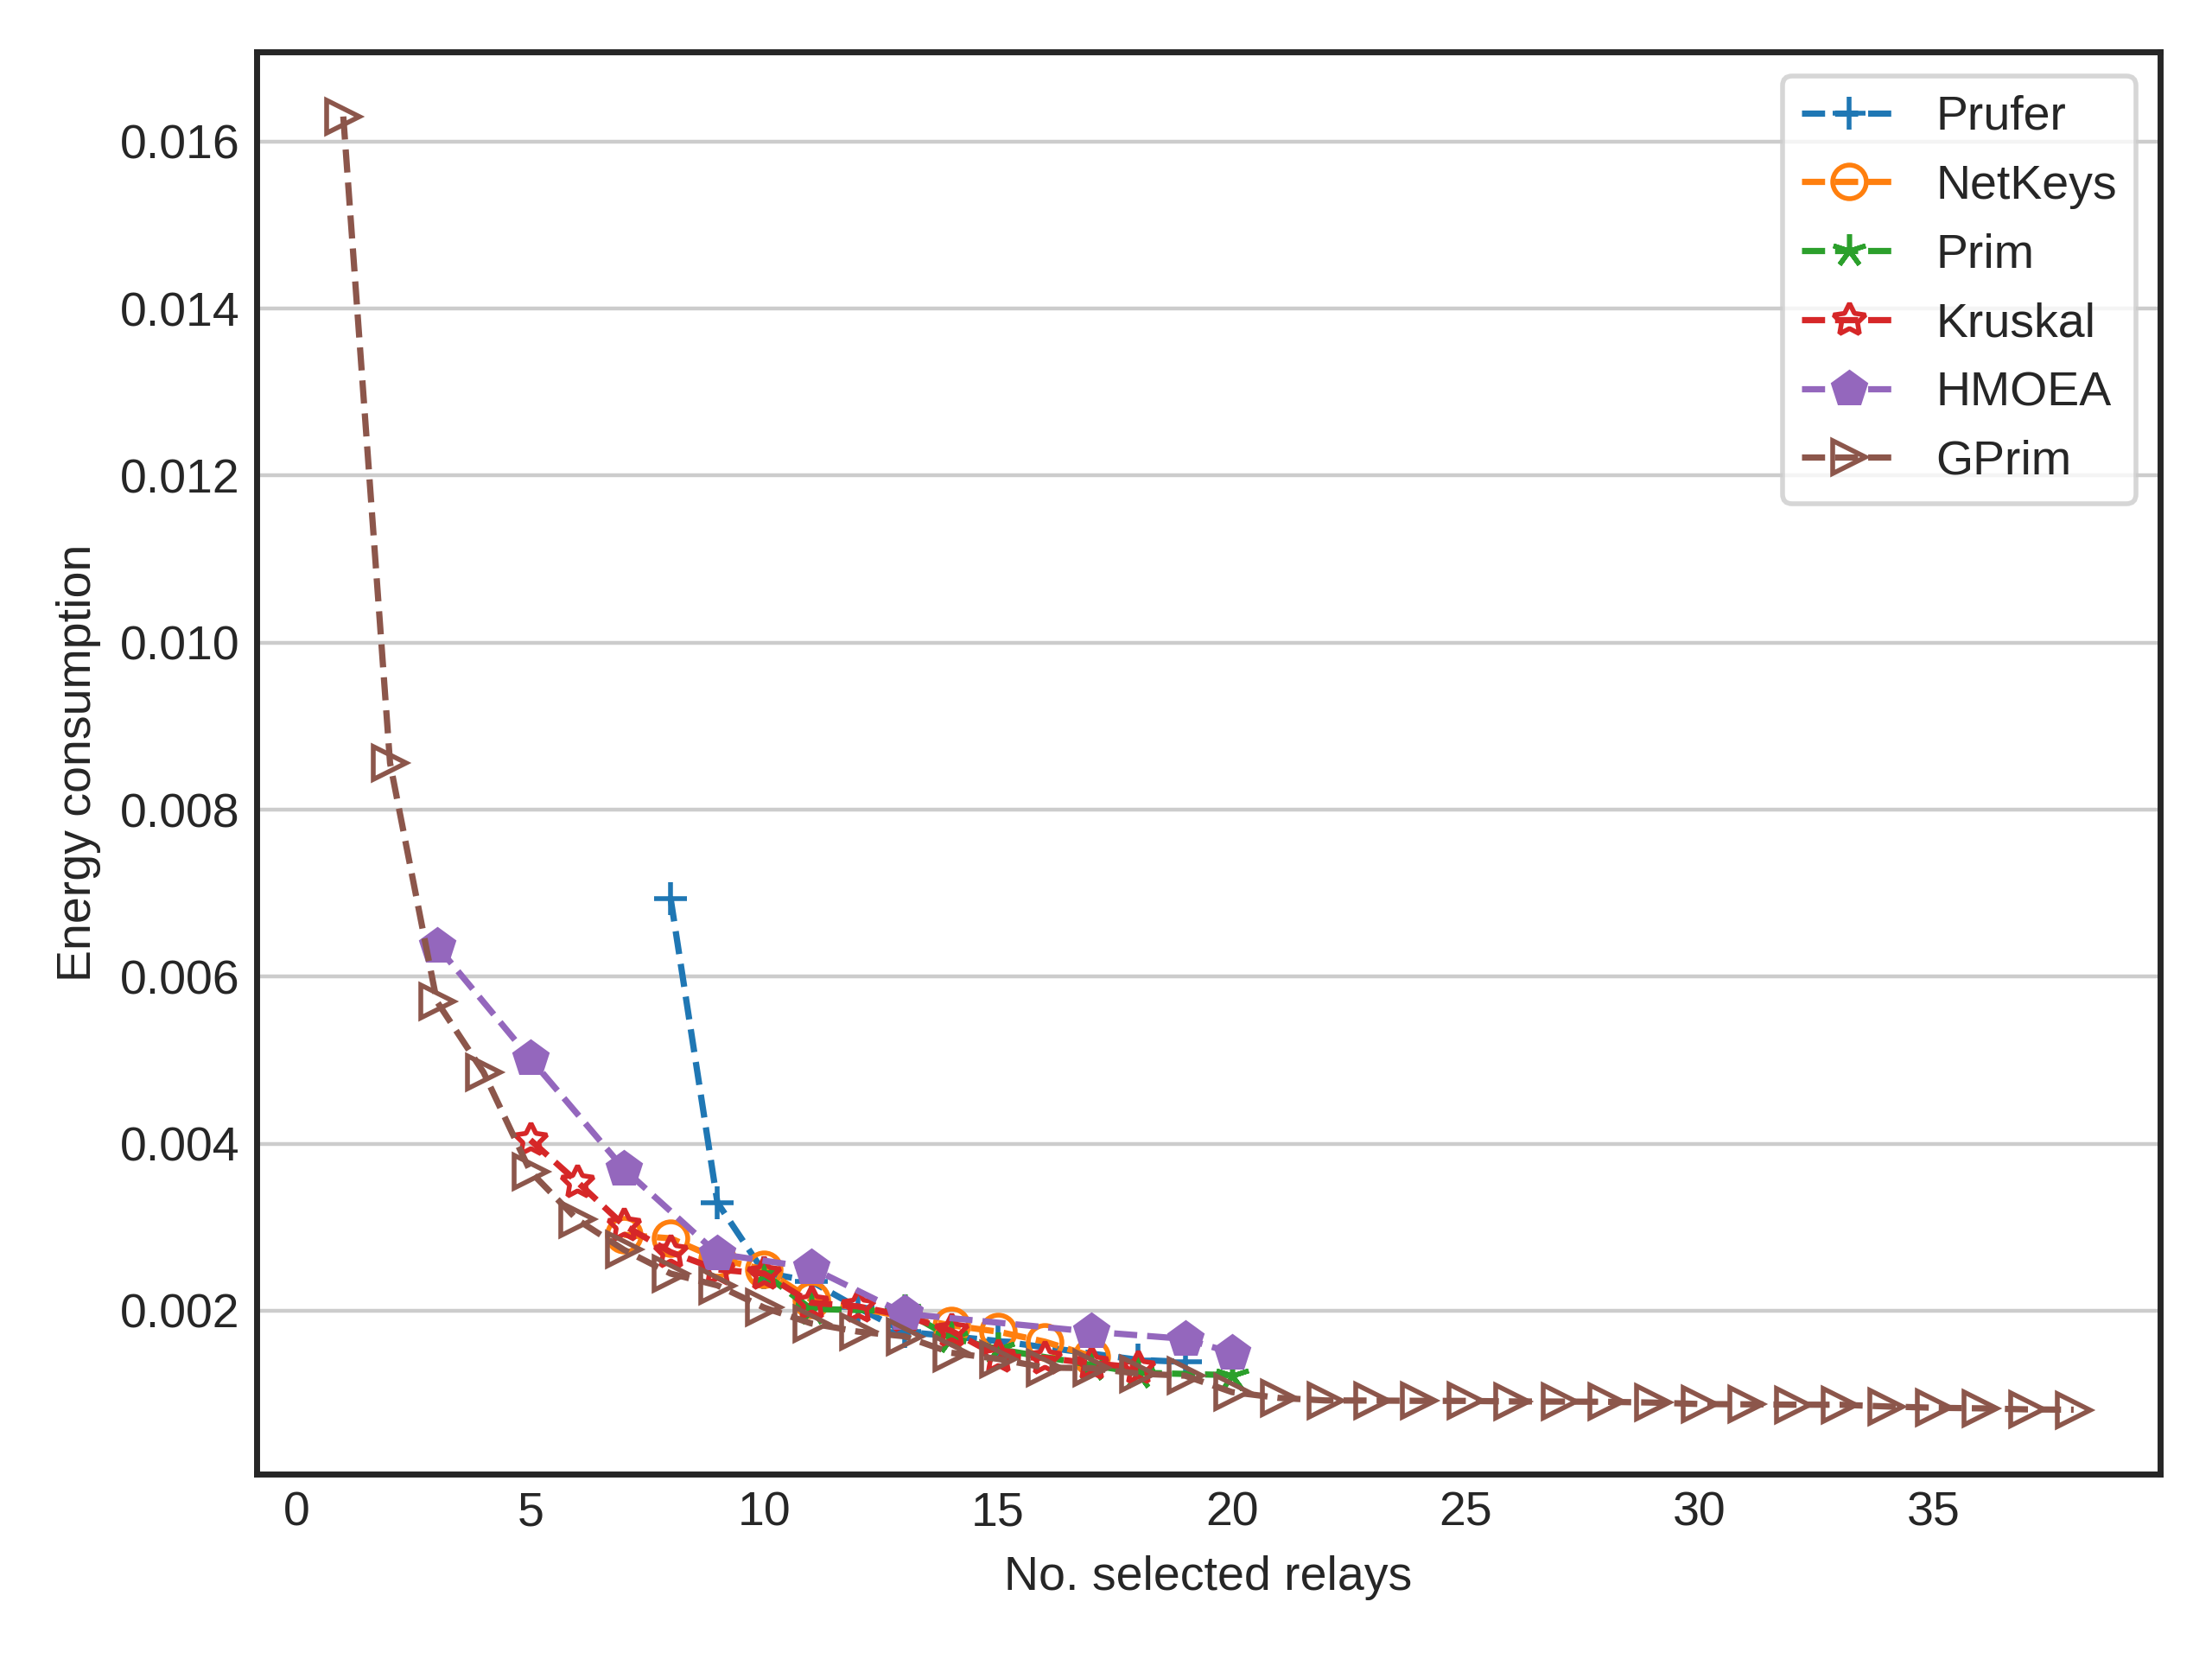 Prufer
NetKeys
Prim
Kruskal
HMOEA
GPrim
0.016
0.014
0.012
0.010
0.008
0.006
0.004
0.002
Energy consumption
0 5 10 15 20 25 30 35
No. selected relays